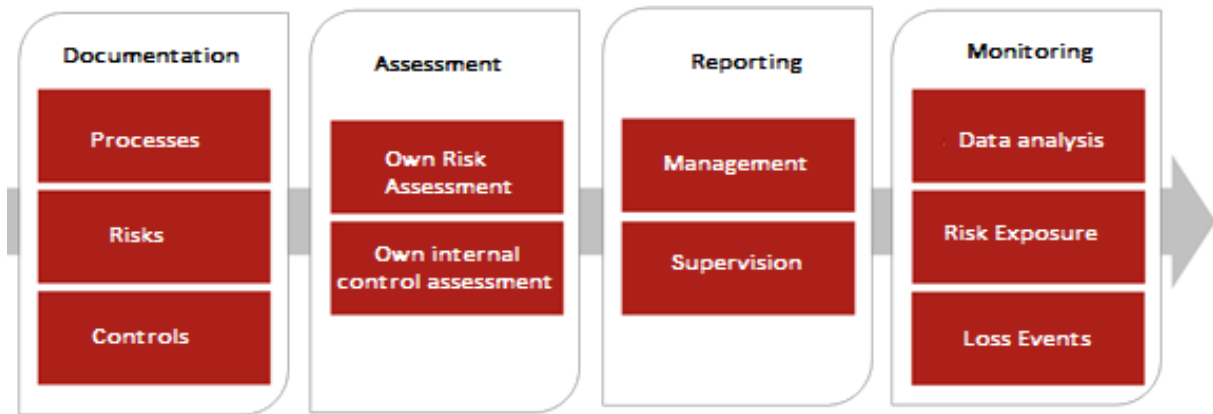 Documentation
Processes
Risks
Controls
Assessment
Own Risk
Assessment
Own internal
control assessment
Reporting
Management
Supervision
Monitoring
Data analysis
Risk Exposure
Loss Events